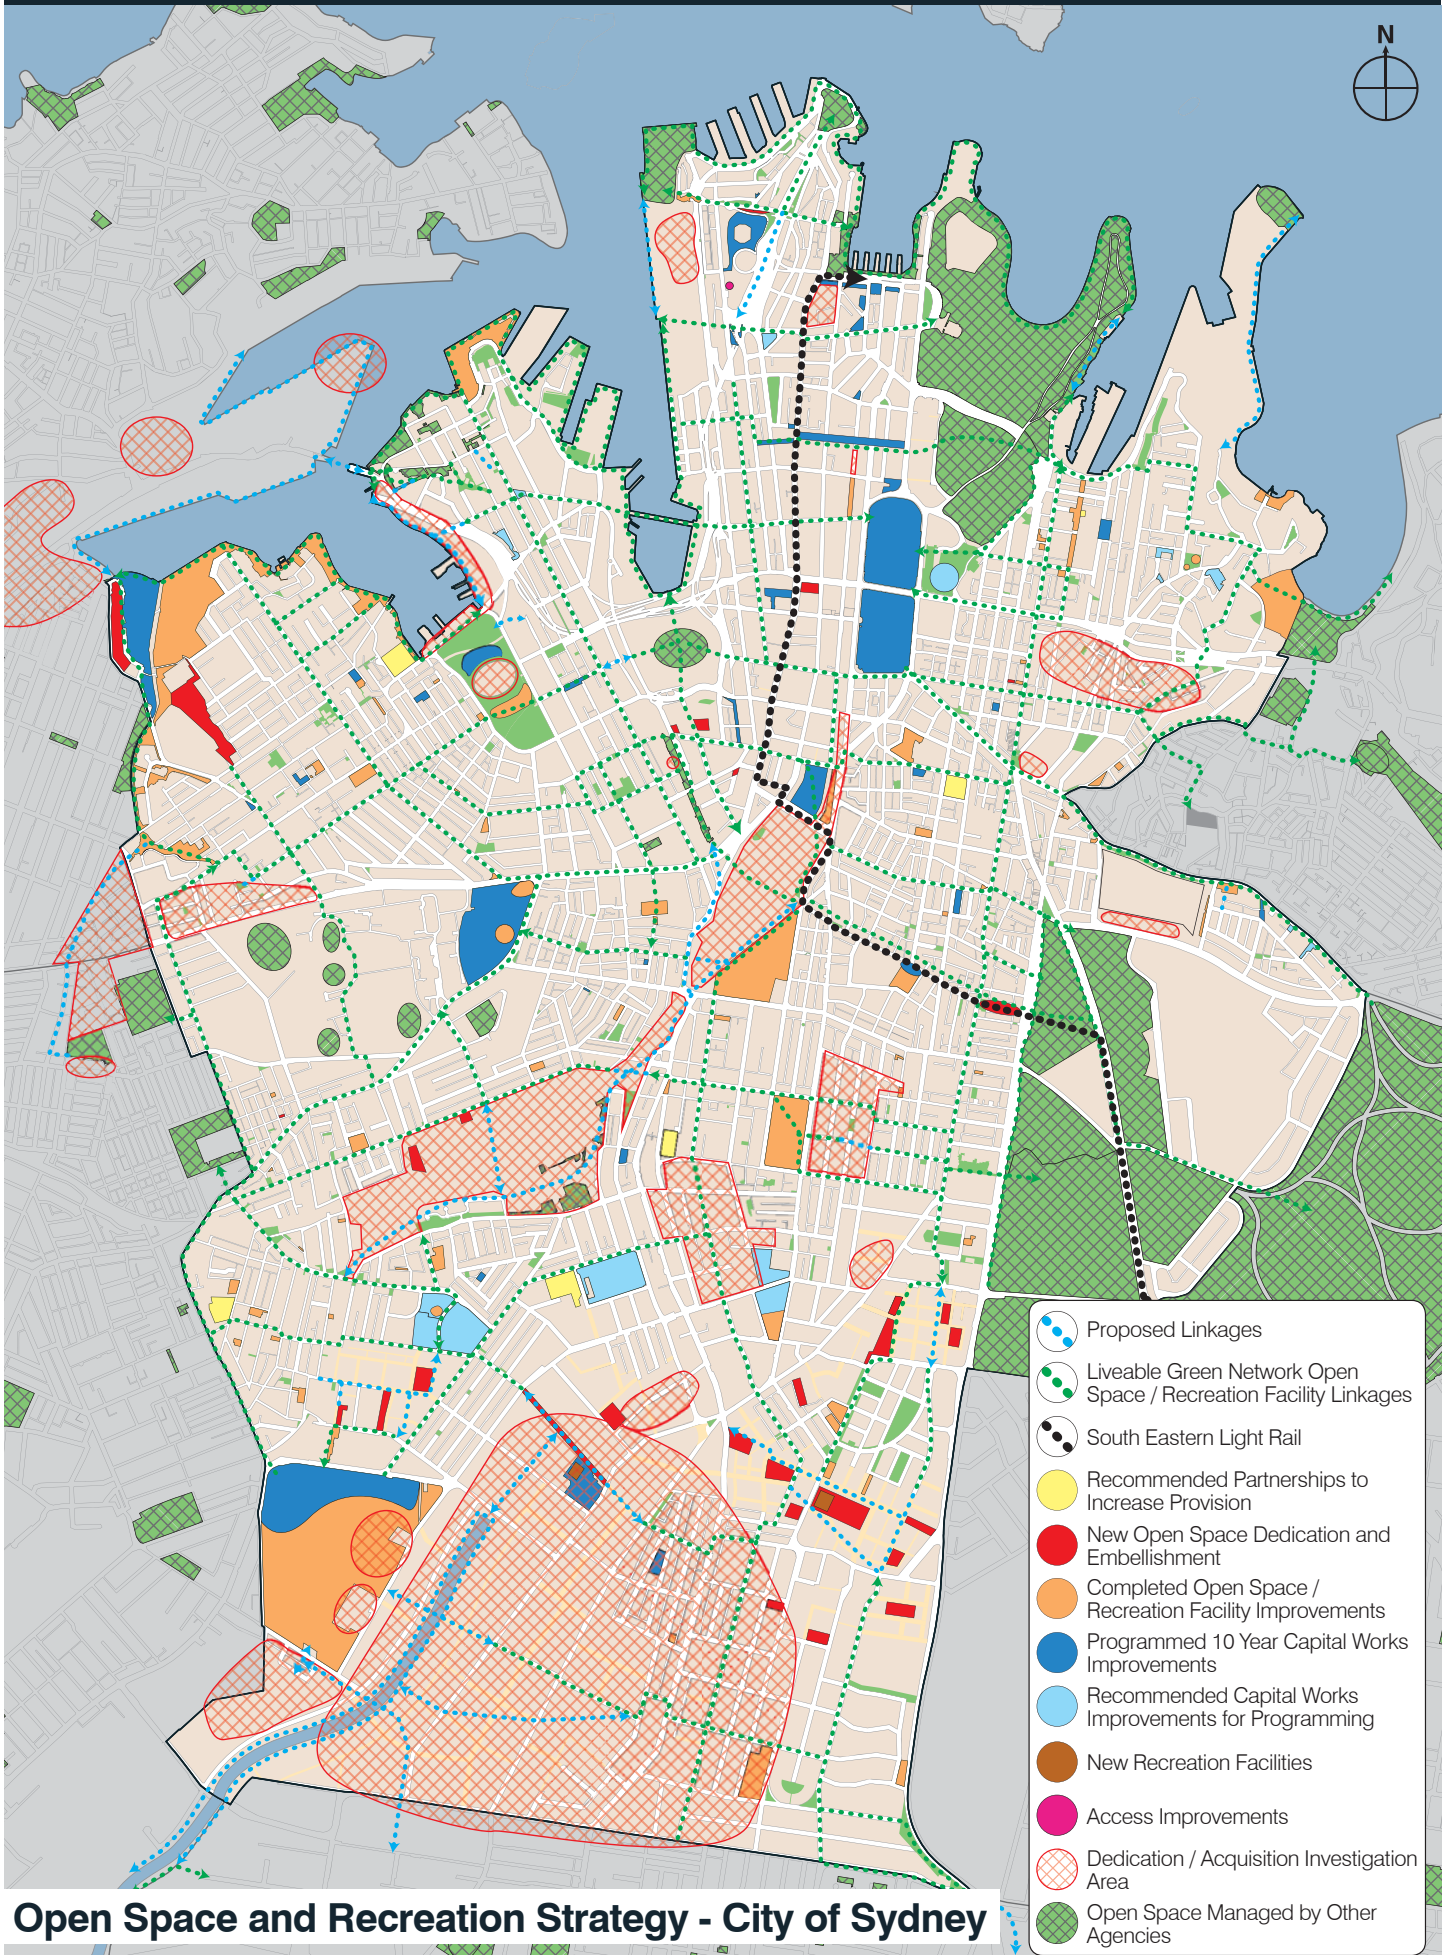 N
Proposed Linkages
Liveable Green Network Open
Space / Recreation Facility Linkages
South Eastern Light Rail
Recommended Partnerships to
Increase Provision
New Open Space Dedication and
Embellishment
Completed Open Space /
Recreation Facility Improvements
Programmed 10 Year Capital Works
Improvements
Recommended Capital Works
Improvements for Programming
New Recreation Facilities
Access Improvements
Dedication / Acquisition Investigation
Area
Open Space Managed by Other
Agencies
Open Space and Recreation Strategy - City of Sydney